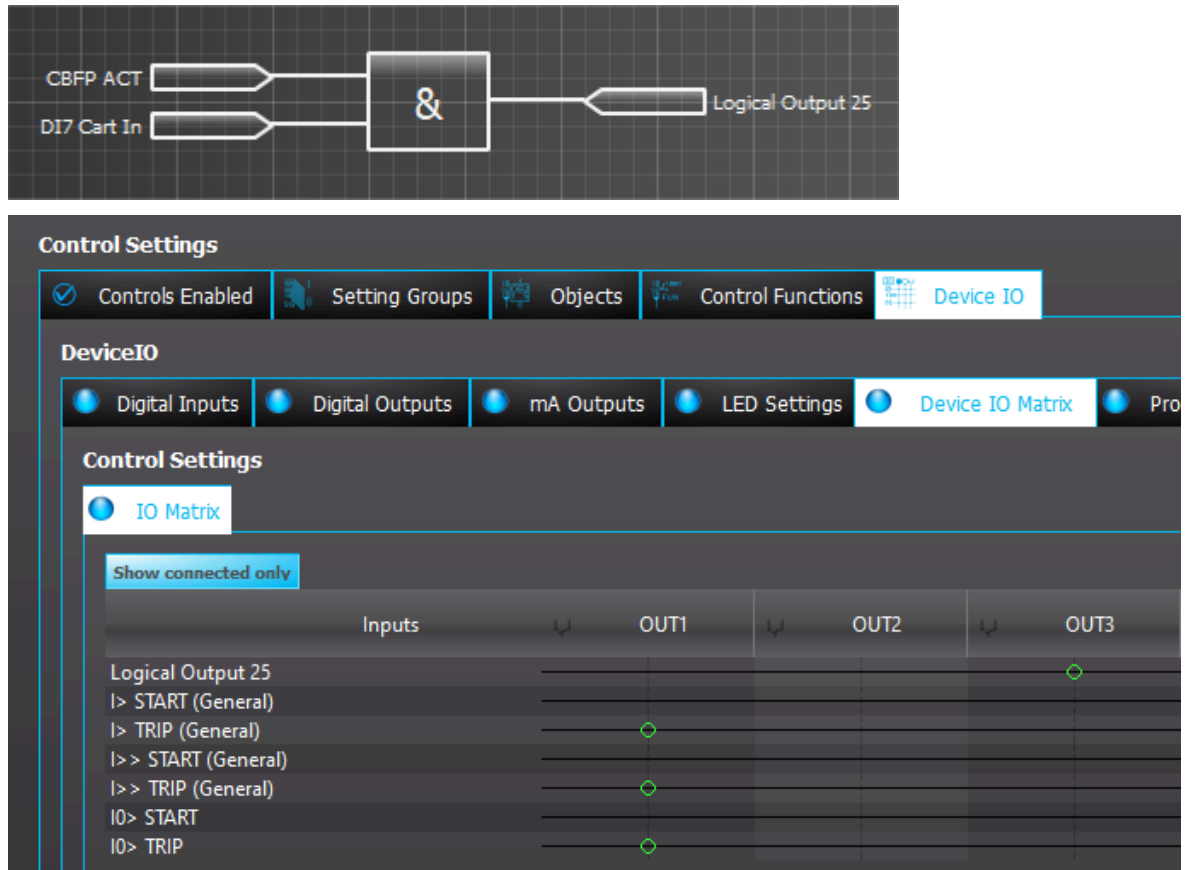 CBFP ACT
&
Logical Output 25
DI7 Cart In
Control Settings
Controls Enabled Setting Groups Objects Control Functions Device IO
DeviceIO
Digital Inputs Digital Outputs mA Outputs LED Settings Device IO Matrix Pro
Control Settings
IO Matrix
Show connected only
Inputs OUT1 OUT2 OUT3
Logical Output 25
I> START (General)
I> TRIP (General)
I>> START (General)
I>> TRIP (General)
I0> START
I0> TRIP